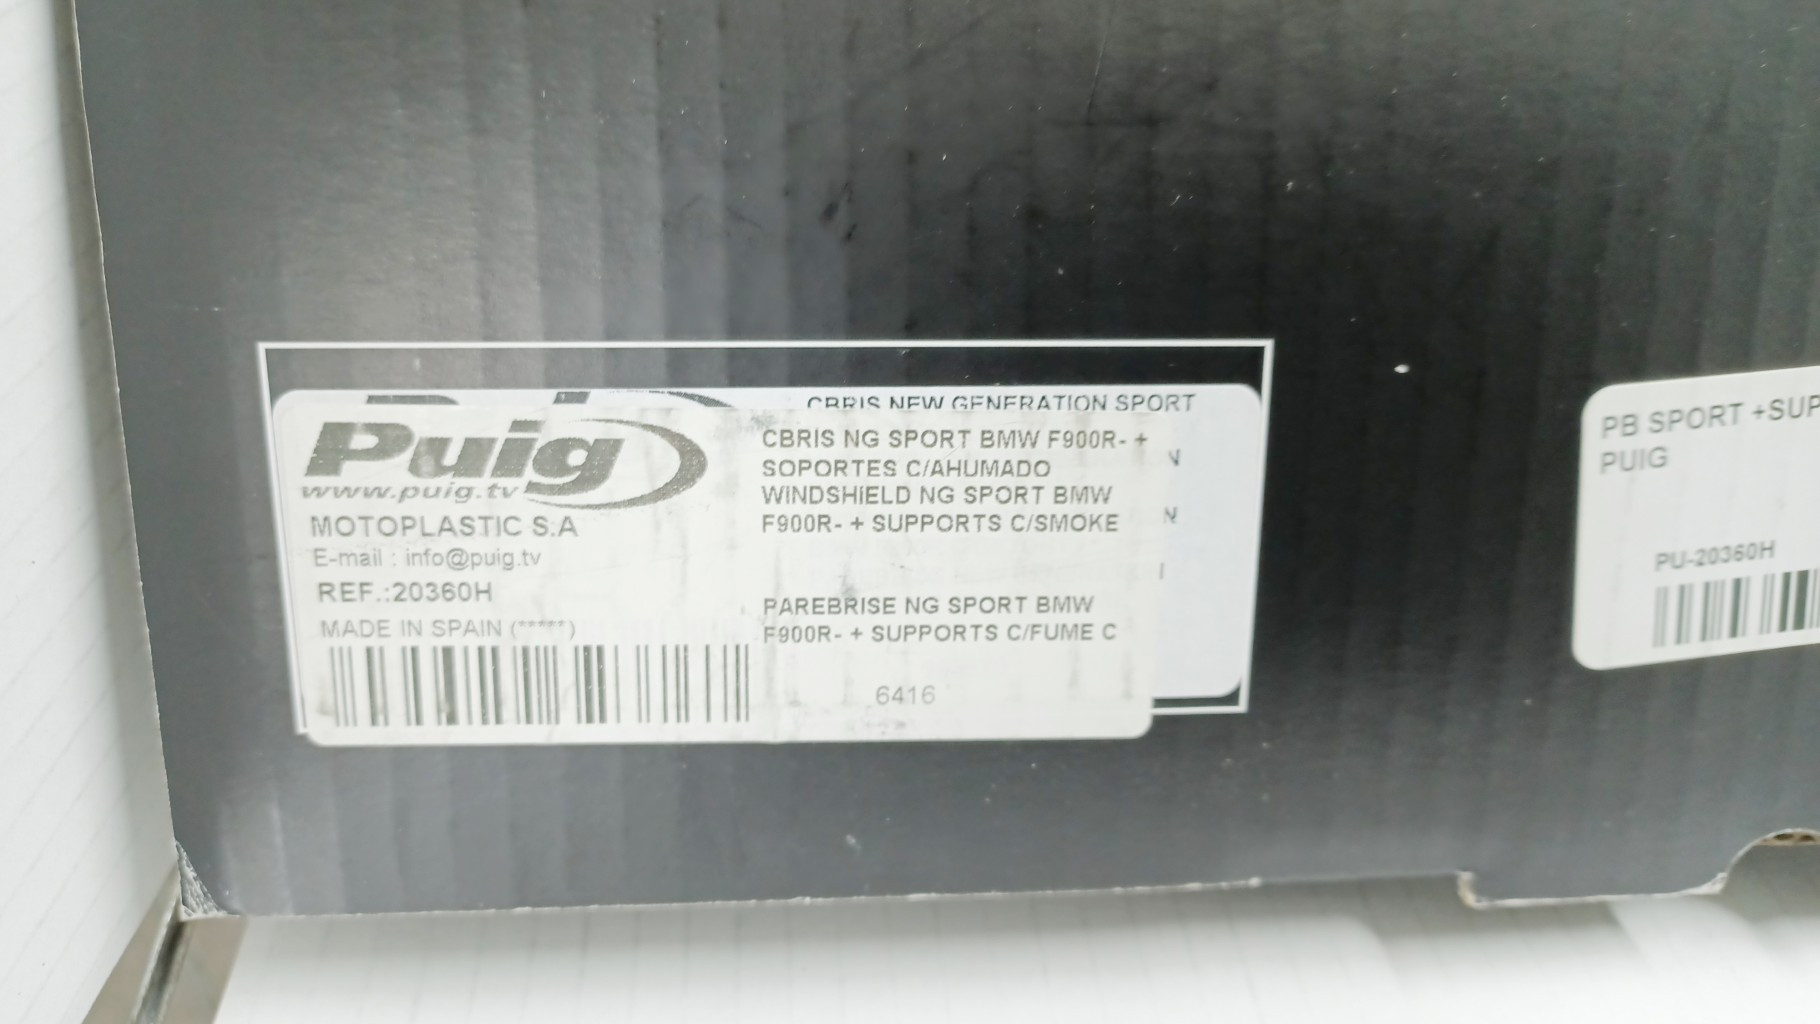 CBRIS NEW GENERATION SPORT
Puig
www.puig.tv
MOTOPLASTIC S.A
E-mail : info@puig.tv
REF.:20360H
MADE IN SPAIN (*****)
CBRIS NG SPORT BMW F900R- +
SOPORTES C/AHUMADO
WINDSHIELD NG SPORT BMW
F900R- + SUPPORTS C/SMOKE
PAREBRISE NG SPORT BMW
F900R- + SUPPORTS C/FUME C
6416
PB SPORT +SUP
PUIG
PU-20360H